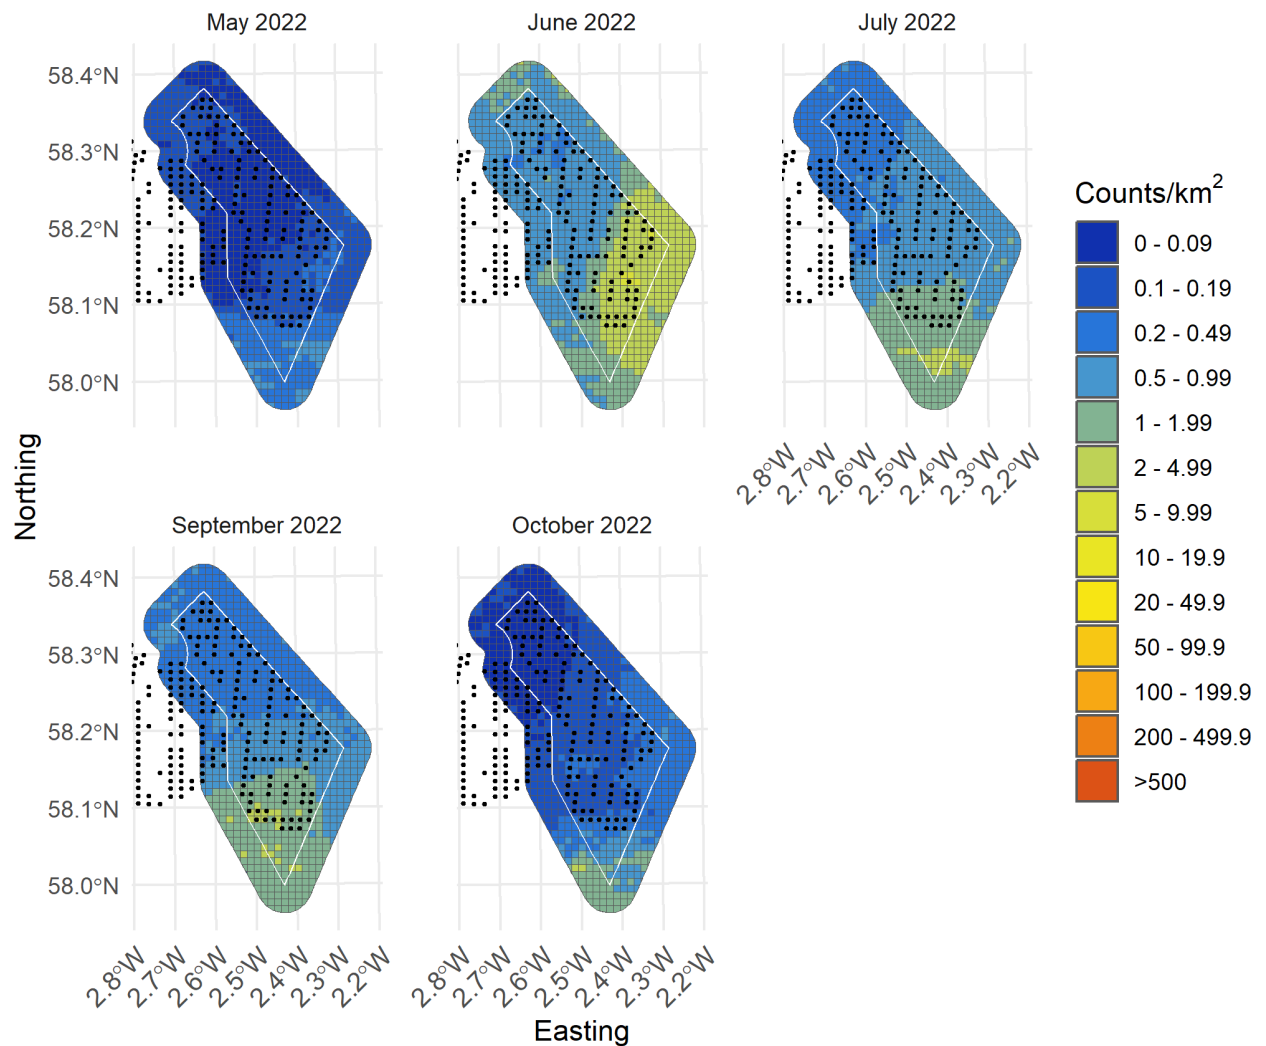 May 2022
June 2022
July 2022
58.4°N
58.3°N
58.2°N
58.1°N
58.0°N
2.8°W
2.7°W
2.6°W
2.5°W
2.4°W
2.3°W
2.2°W
Northing
September 2022
October 2022
58.4°N
58.3°N
58.2°N
58.1°N
58.0°N
2.8°W
2.7°W
2.6°W
2.5°W
2.4°W
2.3°W
2.2°W
2.8°W
2.7°W
2.6°W
2.5°W
2.4°W
2.3°W
2.2°W
Easting
Counts/km²
0 - 0.09
0.1 - 0.19
0.2 - 0.49
0.5 - 0.99
1 - 1.99
2 - 4.99
5 - 9.99
10 - 19.9
20 - 49.9
50 - 99.9
100 - 199.9
200 - 499.9
>500